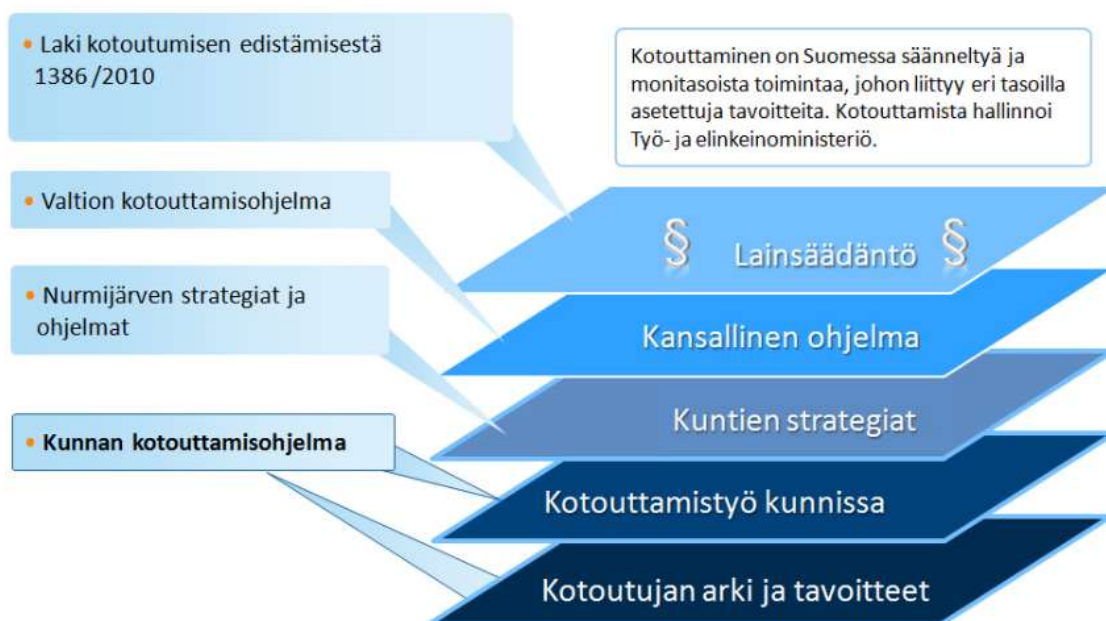 • Laki kotoutumisen edistämisestä
1386/2010
Kotouttaminen on Suomessa säänneltyä ja
monitasoista toimintaa, johon liittyy eri tasoilla
asetettuja tavoitteita. Kotouttamista hallinnoi
Työ- ja elinkeinoministeriö.
• Valtion kotouttamisohjelma
§ Lainsäädäntö §
• Nurmijärven strategiat ja
ohjelmat
Kansallinen ohjelma
Kuntien strategiat
• Kunnan kotouttamisohjelma
Kotouttamistyö kunnissa
Kotoutujan arki ja tavoitteet